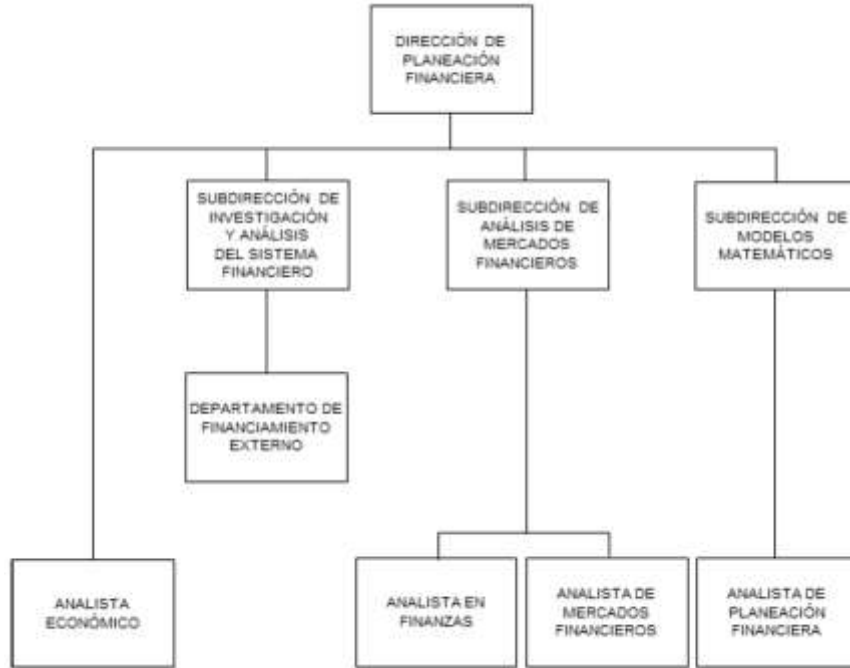 DIRECCIÓN DE
PLANEACIÓN
FINANCIERA
SUBDIRECCIÓN DE
INVESTIGACIÓN
Y ANÁLISIS
DEL SISTEMA
FINANCIERO
SUBDIRECCIÓN DE
ANÁLISIS DE
MERCADOS
FINANCIEROS
SUBDIRECCIÓN DE
MODELOS
MATEMÁTICOS
DEPARTAMENTO DE
FINANCIAMIENTO
EXTERNO
ANALISTA
ECONÓMICO
ANALISTA EN
FINANZAS
ANALISTA DE
MERCADOS
FINANCIEROS
ANALISTA DE
PLANEACIÓN
FINANCIERA